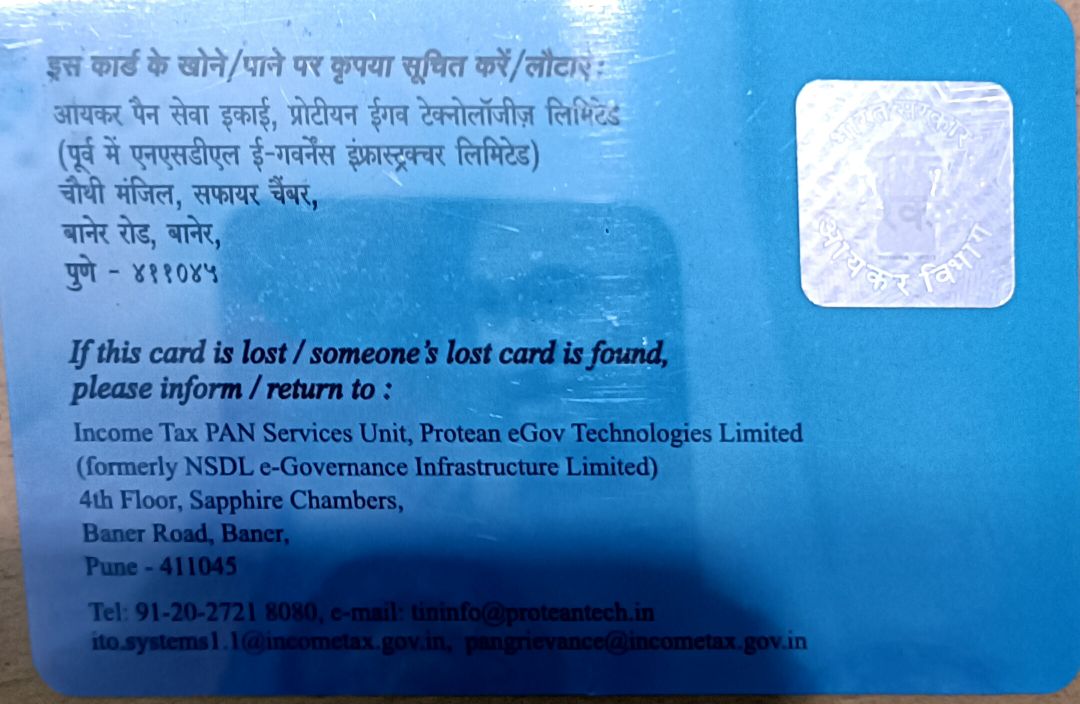 इस कार्ड के खोने/पाने पर कृपया सूचित करें/लौटाएं:
आयकर पैन सेवा इकाई, प्रोटीयन ईगव टेक्नोलॉजीज़ लिमिटेड
(पूर्व में एनएसडीएल ई-गवर्नेंस इंफ्रास्ट्रक्चर लिमिटेड)
चौथी मंजिल, सफायर चैंबर,
बानेर रोड, बानेर,
पुणे - ४११०४५
भारत सरकार
आयकर विभाग
If this card is lost / someone's lost card is found,
please inform / return to :
Income Tax PAN Services Unit, Protean eGov Technologies Limited
(formerly NSDL e-Governance Infrastructure Limited)
4th Floor, Sapphire Chambers,
Baner Road, Baner,
Pune - 411045
Tel: 91-20-2721 8080, e-mail: tininfo@proteantech.in
ito.systems1.1@incometax.gov.in, pangrievance@incometax.gov.in